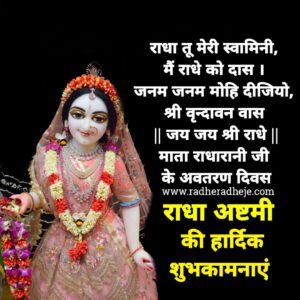 राधा तू मेरी स्वामिनी,
मैं राधे को दास ।
जनम जनम मोहि दीजियो,
श्री वृन्दावन वास
|| जय जय श्री राधे ||
माता राधारानी जी
के अवतरण दिवस
www.radheradheje.com
राधा अष्टमी
की हार्दिक
शुभकामनाएं